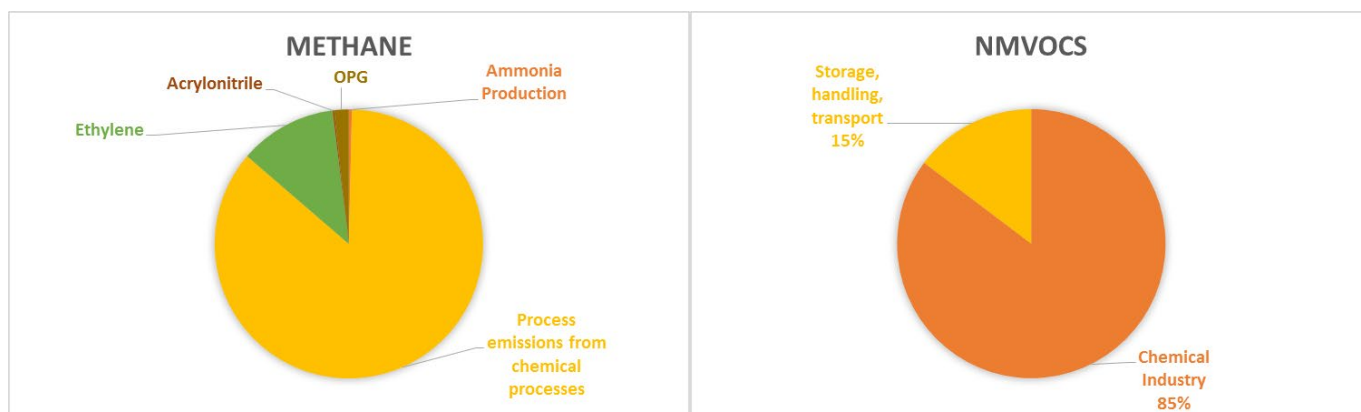 METHANE
OPG
Acrylonitrile
Ammonia
Production
Ethylene
Process
emissions from
chemical
processes
NMVOCS
Storage,
handling,
transport
15%
Chemical
Industry
85%